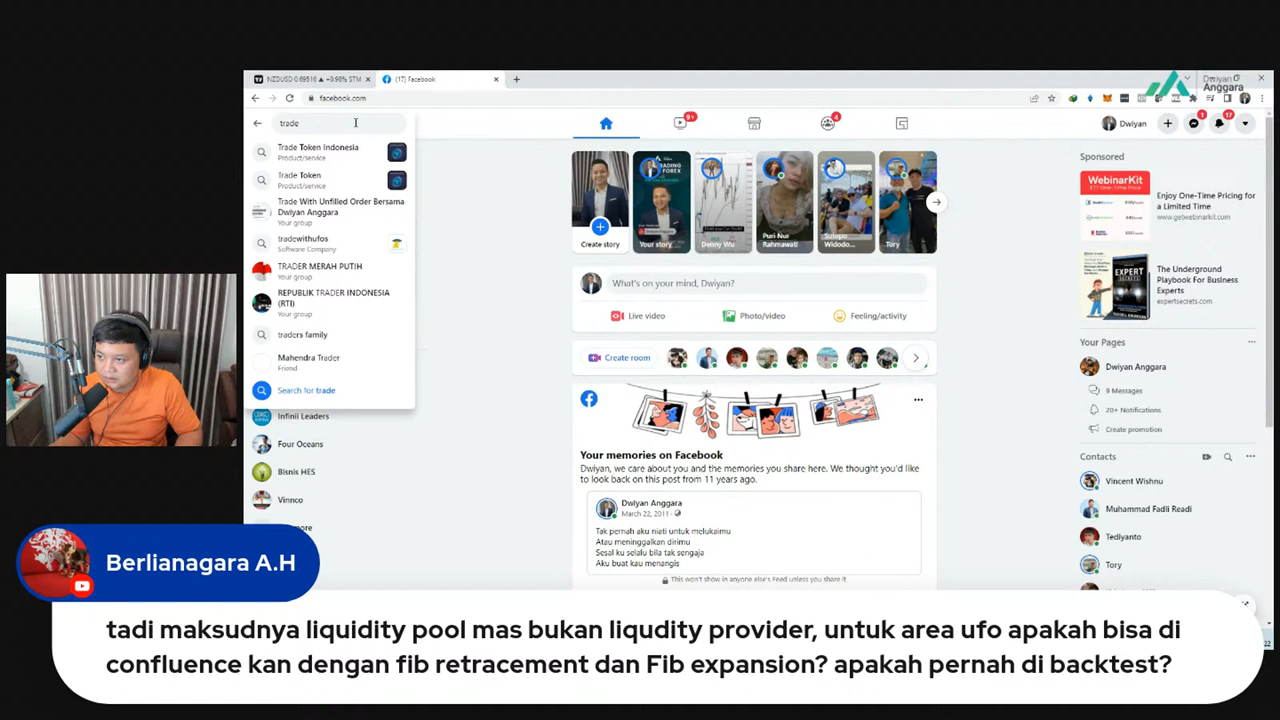 NZDUSD 0.69516 ▲ +0.98% STM
(17) Facebook
Dwiyan
Anggara
facebook.com
trade
9+
4
Dwiyan
1
17
Trade Token Indonesia
Product/service
Trade Token
Product/service
Trade With Unfilled Order Bersama
Dwiyan Anggara
Your group
tradewithufos
Software Company
TRADER MERAH PUTIH
Your group
REPUBLIK TRADER INDONESIA
(RTI)
Your group
traders family
Mahendra Trader
Friend
Search for trade
Infinii Leaders
Four Oceans
Bisnis HES
Vinnco
Create story
Your story
Denny Wu
Puri Nur
Rahmawati
Sutopo
Widodo...
Tory
What's on your mind, Dwiyan?
Live video
Photo/video
Feeling/activity
Create room
Your memories on Facebook
Dwiyan, we care about you and the memories you share here. We thought you'd like
to look back on this post from 11 years ago.
Dwiyan Anggara
March 22, 2011
Tak pernah aku niati untuk melukaimu
Atau meninggalkan dirimu
Sesal ku selalu bila tak sengaja
Aku buat kau menangis
This won't show in anyone else's Feed unless you share it
Sponsored
WebinarKit
Enjoy One-Time Pricing for
a Limited Time
www.getwebinarkit.com
EXPERT
SECRETS
The Underground
Playbook For Business
Experts
expertsecrets.com
Your Pages
Dwiyan Anggara
9 Messages
20+ Notifications
Create promotion
Contacts
Vincent Wishnu
Muhammad Fadli Readi
Tediyanto
Tory
Berlianagara A.H
tadi maksudnya liquidity pool mas bukan liqudity provider, untuk area ufo apakah bisa di
confluence kan dengan fib retracement dan Fib expansion? apakah pernah di backtest?